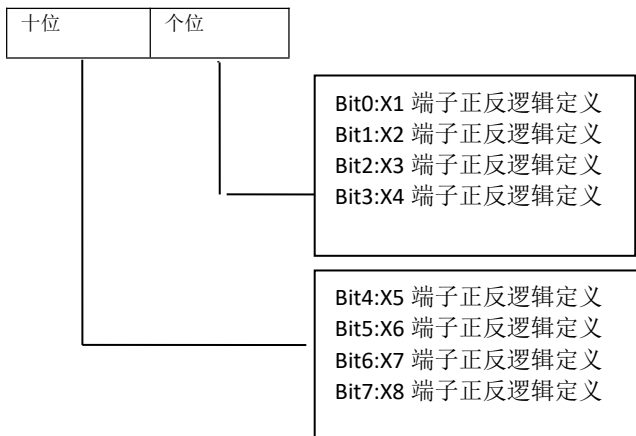 十位 个位
Bit0:X1 端子正反逻辑定义
Bit1:X2 端子正反逻辑定义
Bit2:X3 端子正反逻辑定义
Bit3:X4 端子正反逻辑定义
Bit4:X5 端子正反逻辑定义
Bit5:X6 端子正反逻辑定义
Bit6:X7 端子正反逻辑定义
Bit7:X8 端子正反逻辑定义